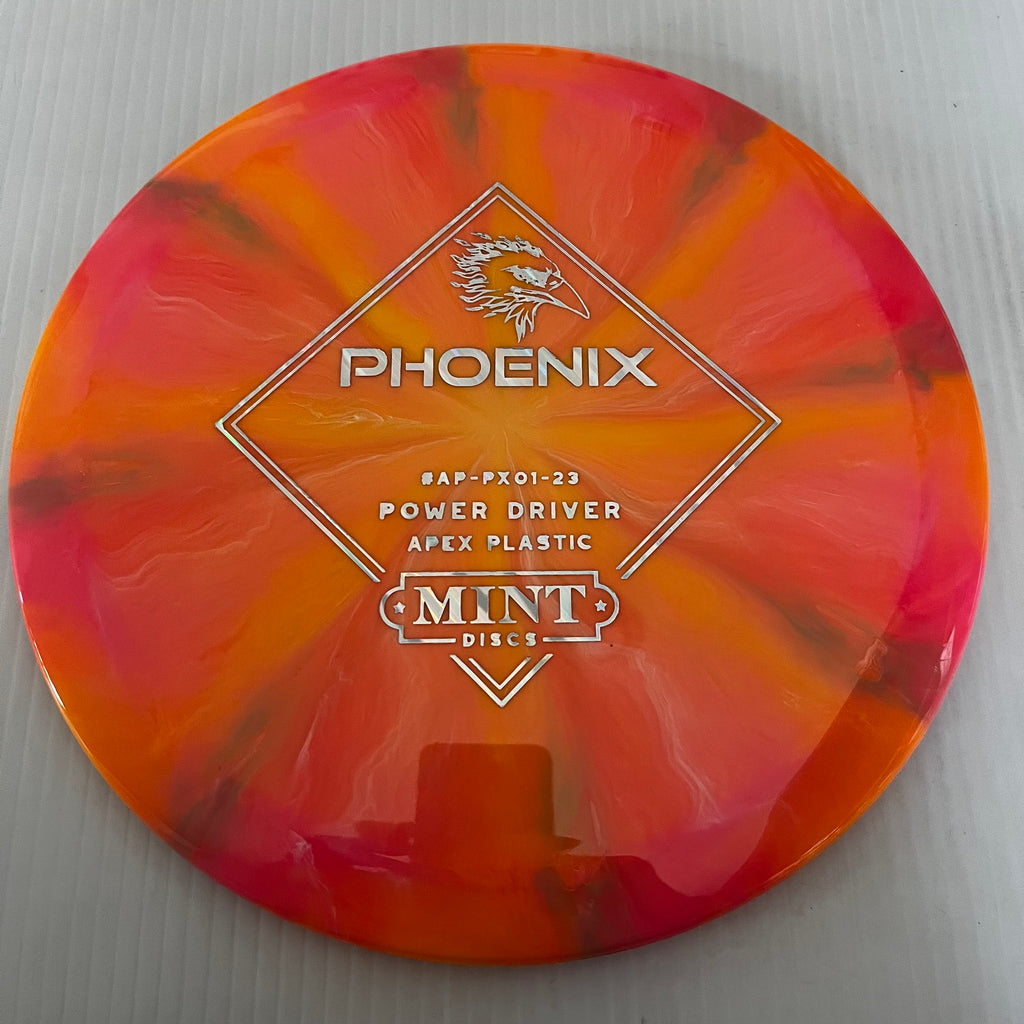 PHOENIX
#AP-PX01-23
POWER DRIVER
APEX PLASTIC
MINT
DISCS